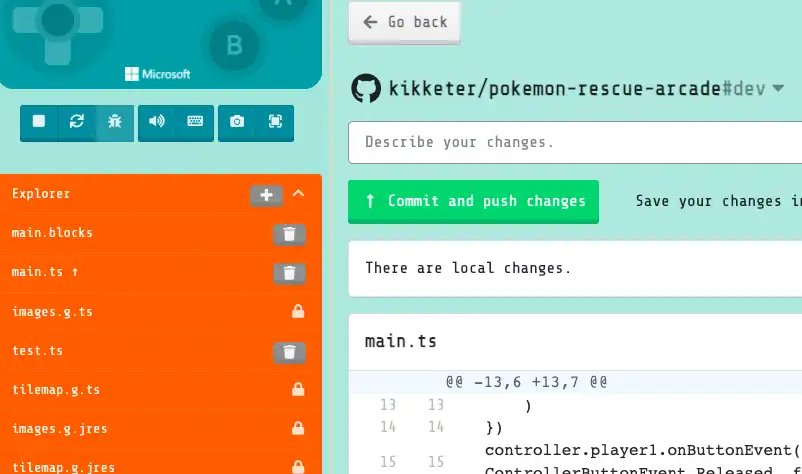 A
B
Microsoft
Explorer
main.blocks
main.ts ↑
images.g.ts
test.ts
tilemap.g.ts
images.g.jres
tilemap.g.jres
← Go back
kikketer/pokemon-rescue-arcade#dev
Describe your changes.
↑ Commit and push changes
Save your changes in
There are local changes.
main.ts
@@ -13,6 +13,7 @@
13 13 )
14 14 })
15 15 controller.player1.onButtonEvent(
ControllerButtonEvent.Released, f